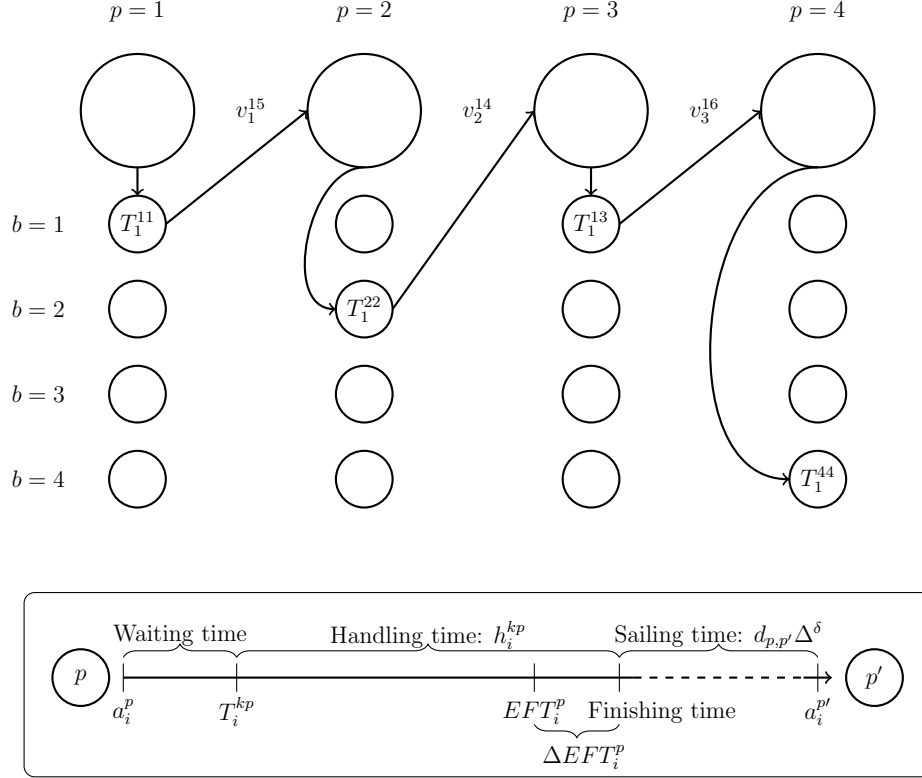 p = 1 p = 2 p = 3 p = 4
v_1^{15} v_2^{14} v_3^{16}
b = 1 T_1^{11} T_1^{13}
b = 2 T_1^{22}
b = 3
b = 4 T_1^{44}
Waiting time Handling time: h_i^{kp} Sailing time: d_{p,p'}Δ^δ
p p'
a_i^p T_i^{kp} EFT_i^p Finishing time a_i^{p'}
ΔEFT_i^p